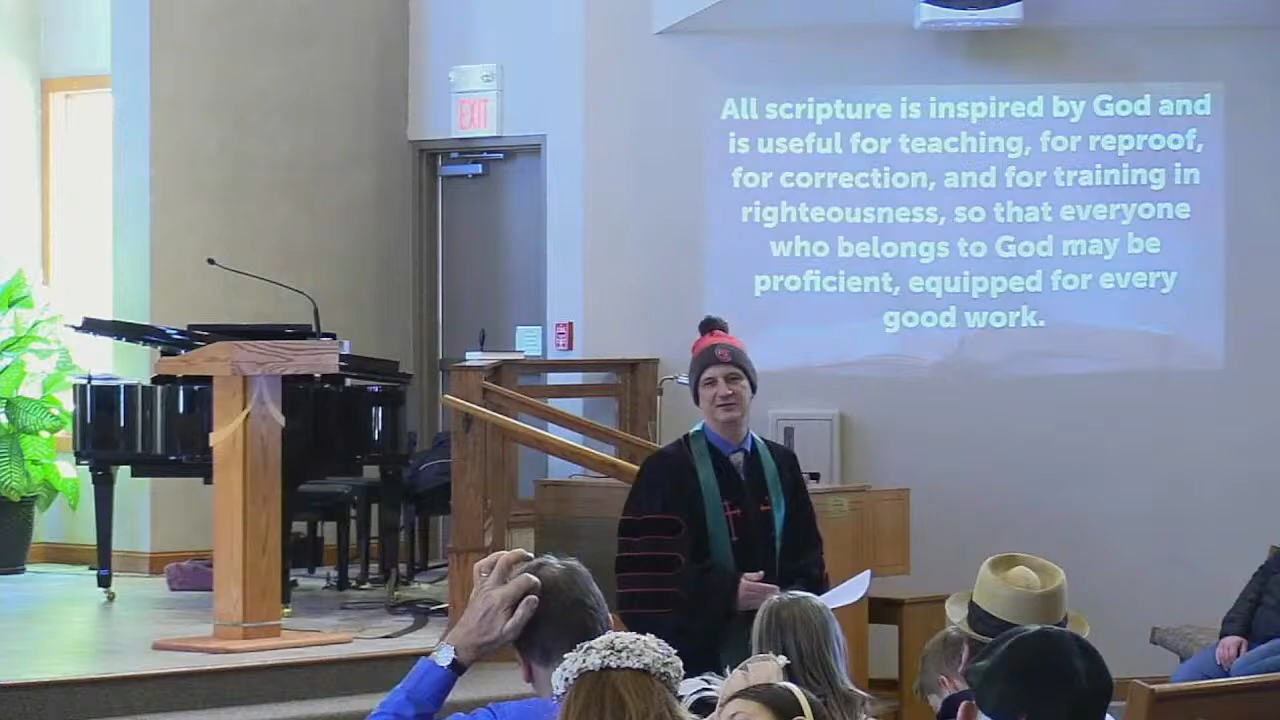 EXIT
All scripture is inspired by God and
is useful for teaching, for reproof,
for correction, and for training in
righteousness, so that everyone
who belongs to God may be
proficient, equipped for every
good work.